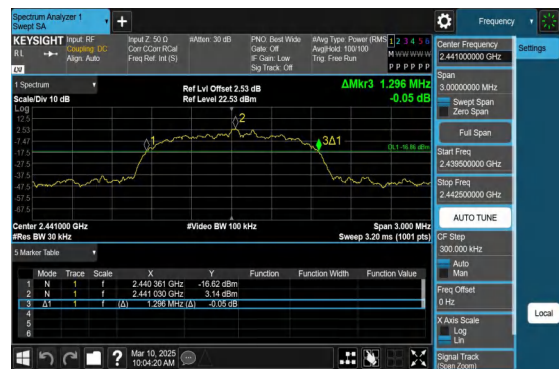 Spectrum Analyzer 1
Swept SA
Frequency
KEYSIGHT
RL
Input: RF
Coupling: DC
Align: Auto
Input Z: 50 Ω
Corr CCorr RCal
Freq Ref: Int (S)
#Atten: 30 dB
PNO: Best Wide
Gate: Off
IF Gain: Low
Sig Track: Off
#Avg Type: Power (RMS
Avg|Hold: 100/100
Trig: Free Run
1 2 3 4 5 6
M W W W W W
P P P P P P
LXI
1 Spectrum
Scale/Div 10 dB
Ref Lvl Offset 2.53 dB
Ref Level 22.53 dBm
ΔMkr3 1.296 MHz
-0.05 dB
Log
12.5
2.53
-7.47
-17.5
-27.5
-37.5
-47.5
-57.5
1
2
3Δ1
DL1 -16.86 dBm
Center 2.441000 GHz
#Res BW 30 kHz
#Video BW 100 kHz
Span 3.000 MHz
Sweep 3.20 ms (1001 pts)
5 Marker Table
Mode Trace Scale X Y Function Function Width Function Value
1 N 1 f 2.440 361 GHz -16.62 dBm
2 N 1 f 2.441 030 GHz 3.14 dBm
3 Δ1 1 f (Δ) 1.296 MHz (Δ) -0.05 dB
4
5
6
Mar 10, 2025
10:04:20 AM
Center Frequency
2.441000000 GHz
Settings
Span
3.00000000 MHz
Swept Span
Zero Span
Full Span
Start Freq
2.439500000 GHz
Stop Freq
2.442500000 GHz
AUTO TUNE
CF Step
300.000 kHz
Auto
Man
Freq Offset
0 Hz
X Axis Scale
Log
Lin
Local
Signal Track
(Span Zoom)